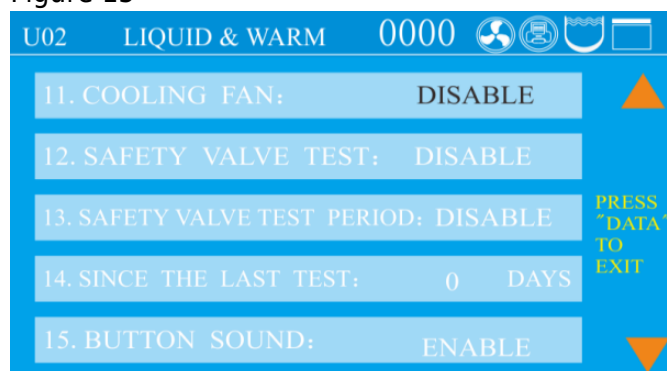 Figure 13
U02 LIQUID & WARM 0000
11. COOLING FAN: DISABLE
12. SAFETY VALVE TEST: DISABLE
13. SAFETY VALVE TEST PERIOD: DISABLE
14. SINCE THE LAST TEST: 0 DAYS
15. BUTTON SOUND: ENABLE
PRESS
"DATA"
TO
EXIT